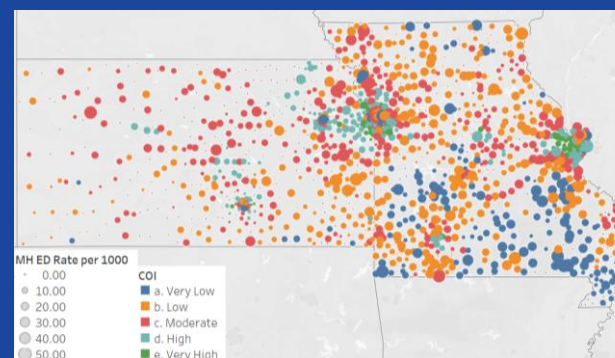 MH ED Rate per 1000
0.00
10.00
20.00
30.00
40.00
50.00
COI
a. Very Low
b. Low
c. Moderate
d. High
e. Very High